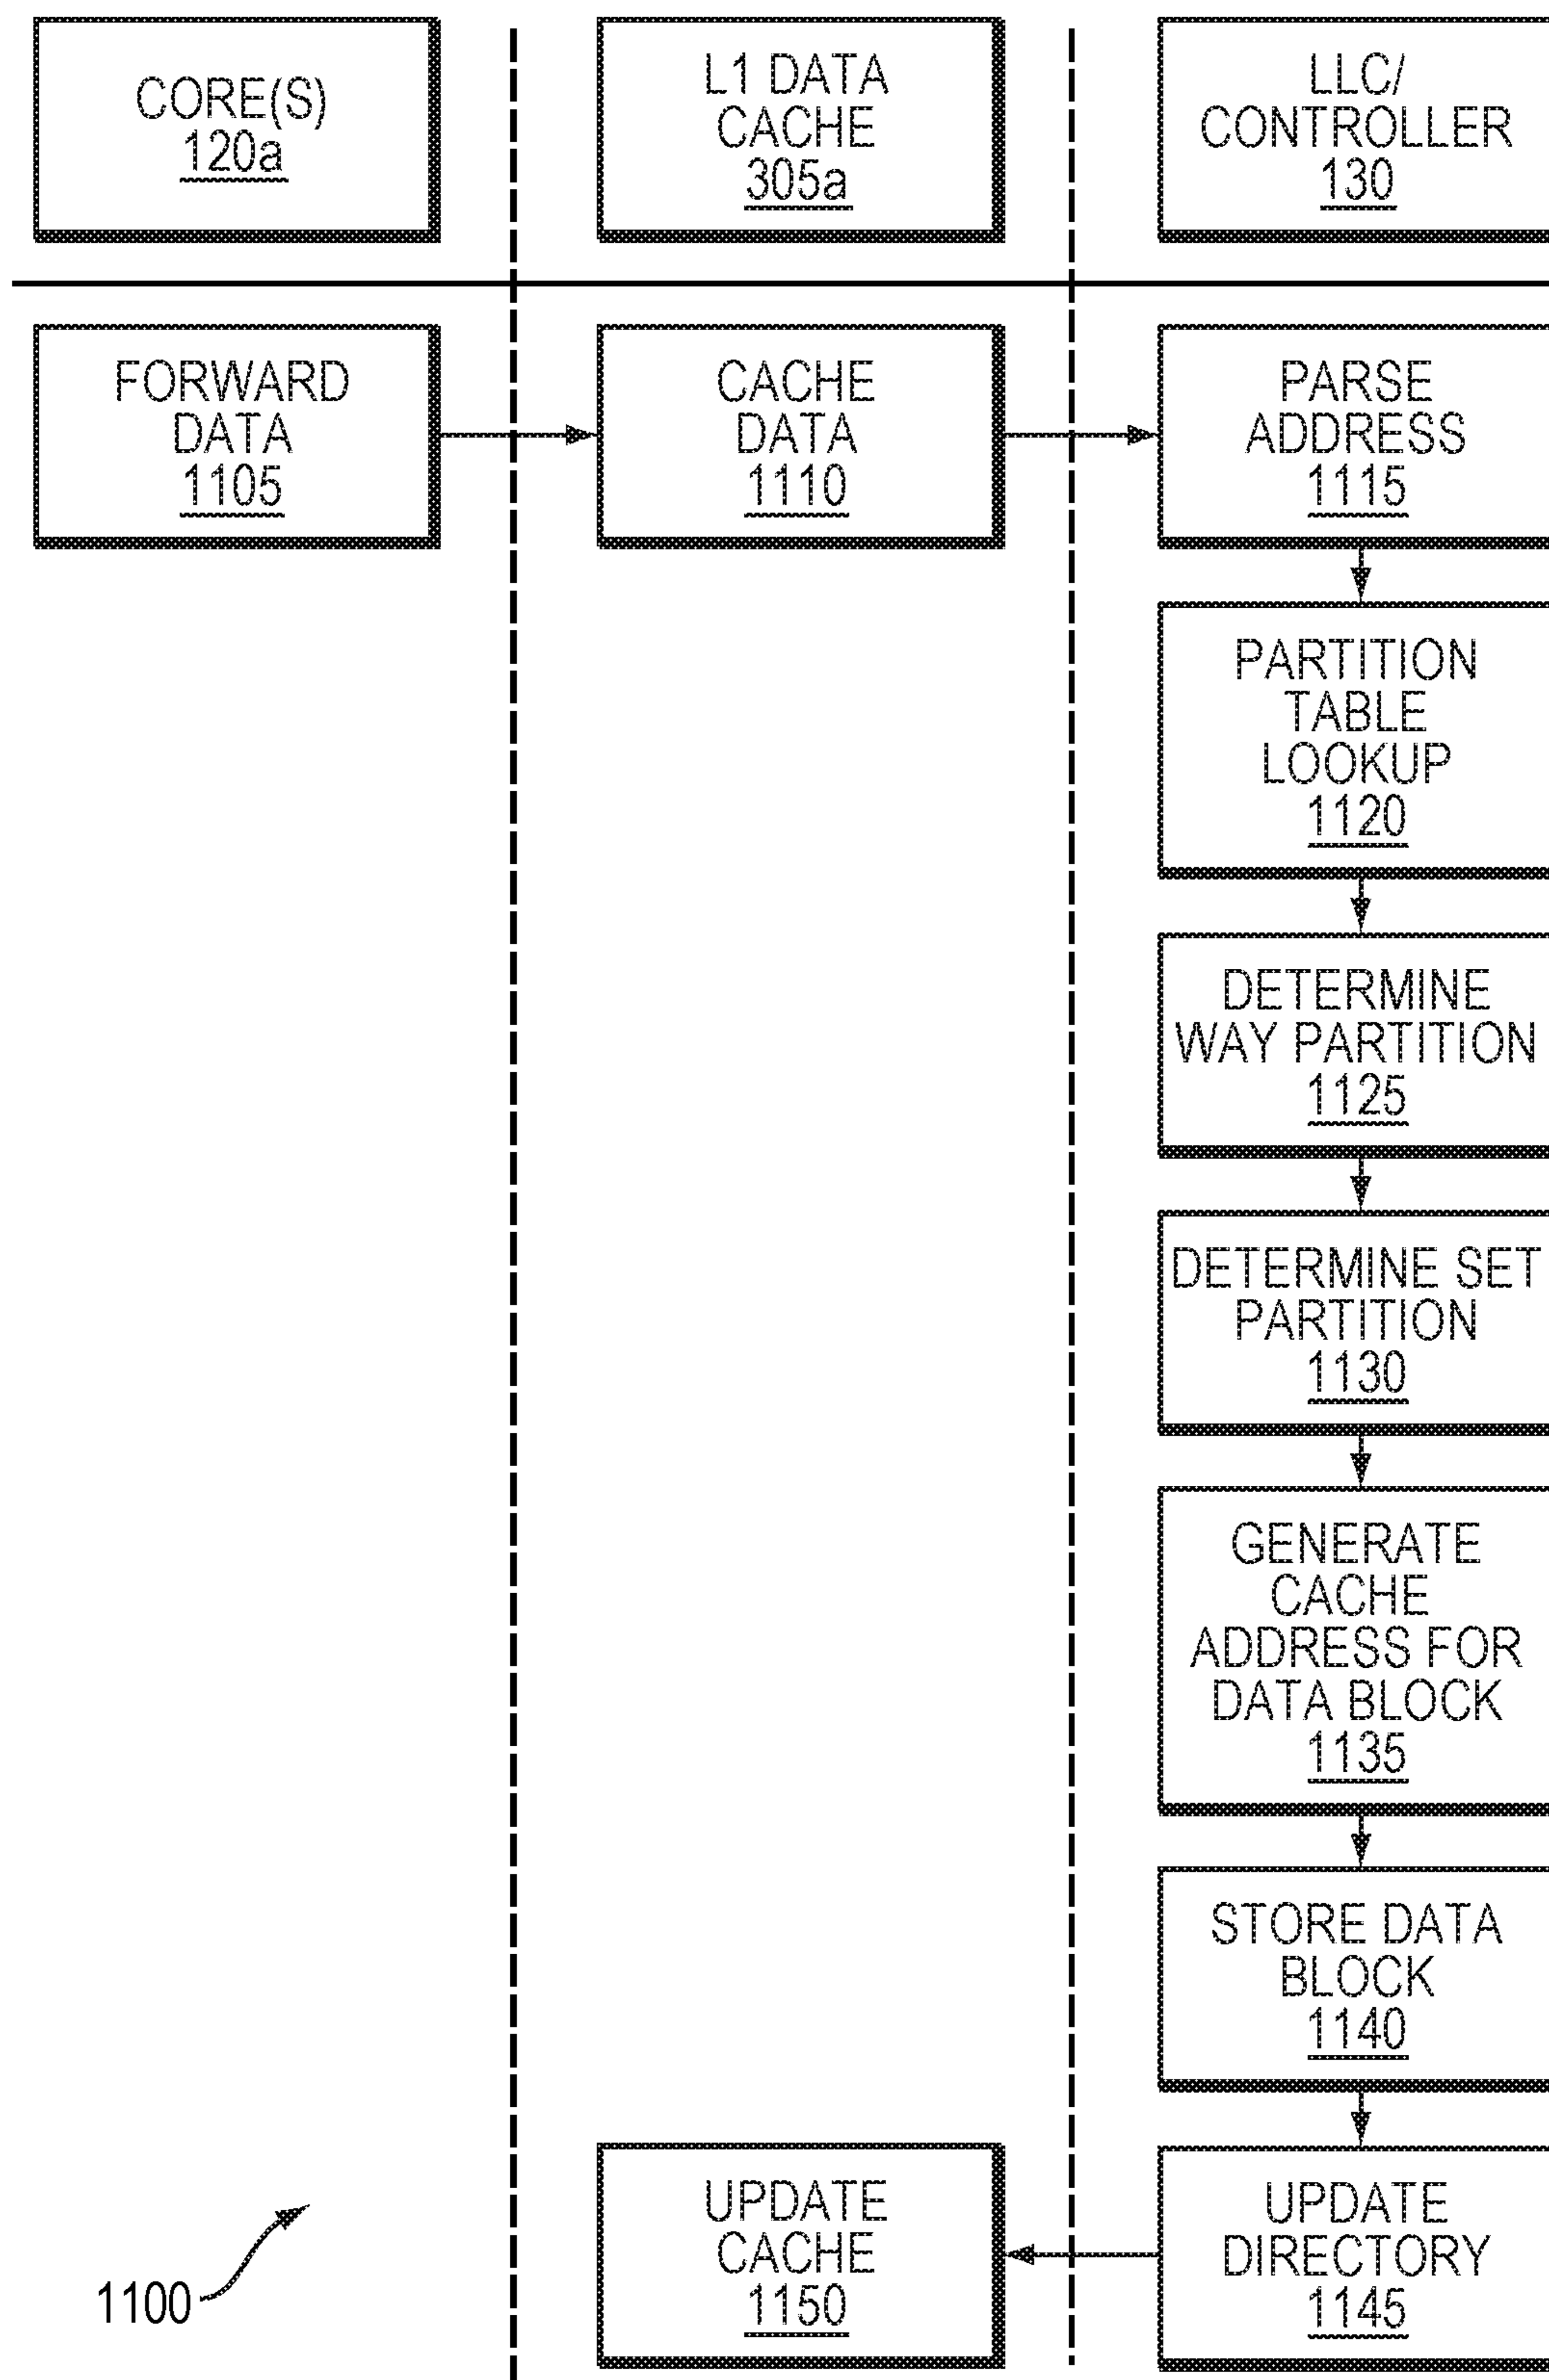 CORE(S)
120a
L1 DATA
CACHE
305a
LLC/
CONTROLLER
130
FORWARD
DATA
1105
CACHE
DATA
1110
PARSE
ADDRESS
1115
PARTITION
TABLE
LOOKUP
1120
DETERMINE
WAY PARTITION
1125
DETERMINE SET
PARTITION
1130
GENERATE
CACHE
ADDRESS FOR
DATA BLOCK
1135
STORE DATA
BLOCK
1140
UPDATE
DIRECTORY
1145
UPDATE
CACHE
1150
1100